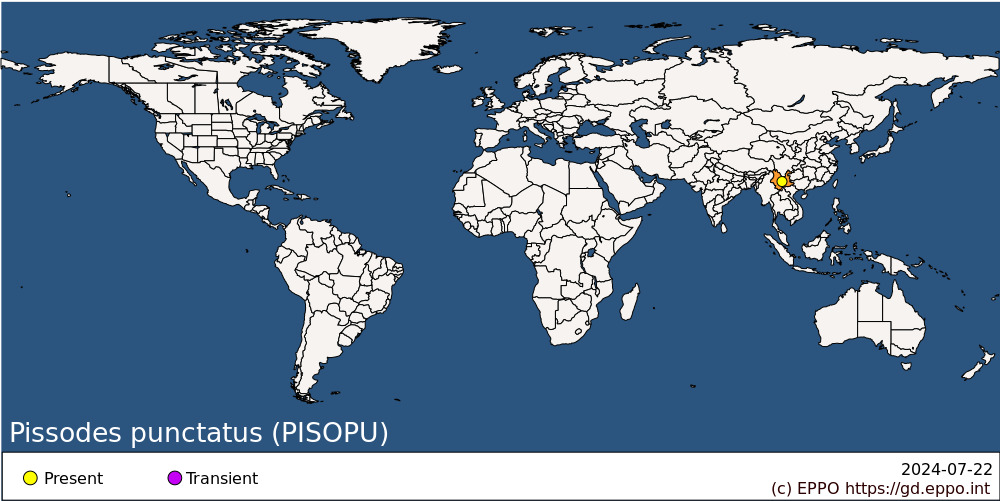 Pissodes punctatus (PISOPU)
Present
Transient
2024-07-22
(c) EPPO https://gd.eppo.int